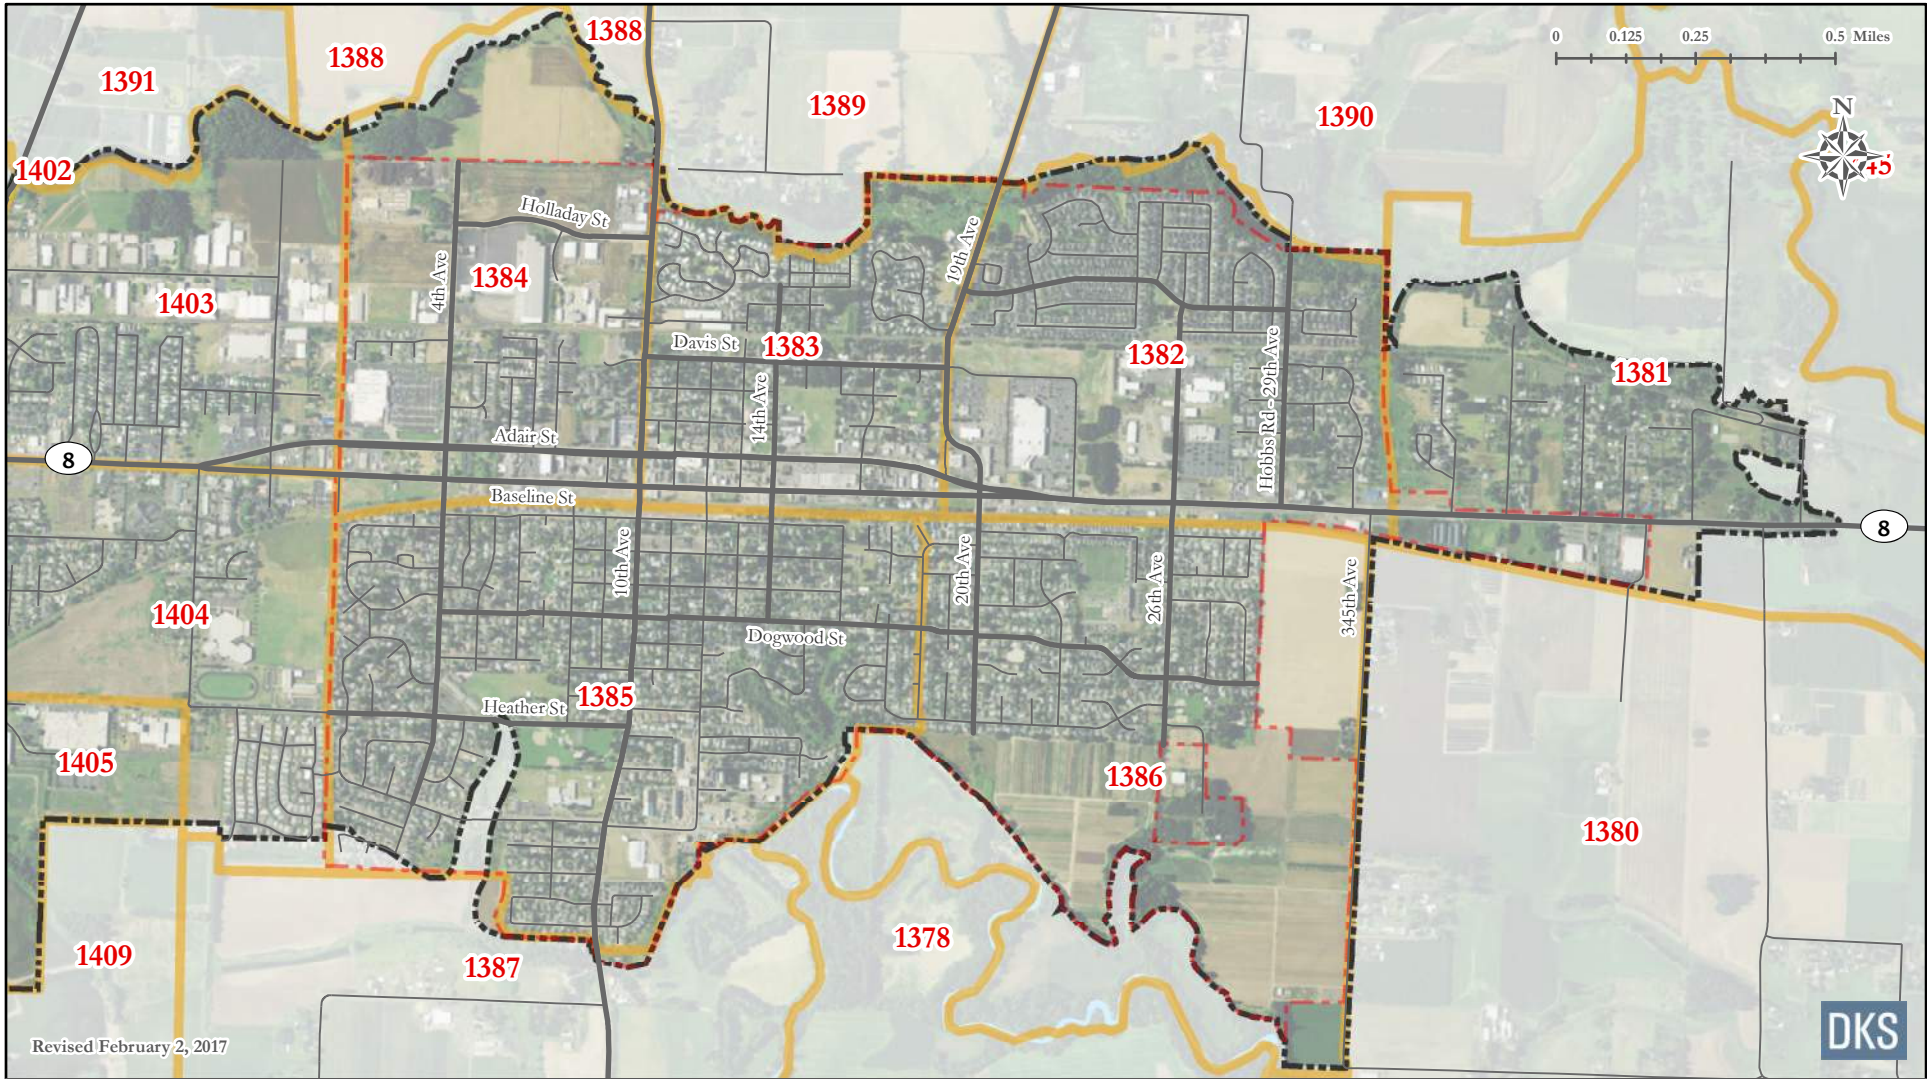 1388
0 0.125 0.25 0.5 Miles
1388
1391
1389
N
1390
1402
45
Holladay St
19th Ave
4th Ave
1384
1403
Davis St
1383
1382
Hobbs Rd - 29th Ave
1381
14th Ave
Adair St
8
Baseline St
8
10th Ave
20th Ave
26th Ave
345th Ave
1404
Dogwood St
1385
Heather St
1405
1386
1380
1378
1409
1387
Revised February 2, 2017
DKS